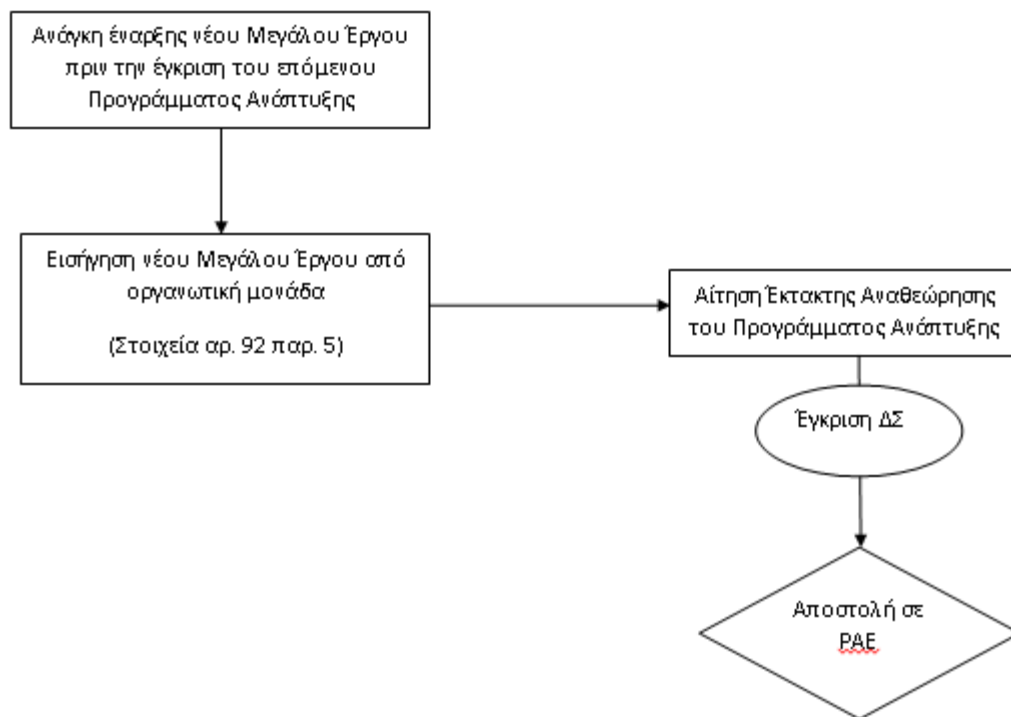 Ανάγκη έναρξης νέου Μεγάλου Έργου
πριν την έγκριση του επόμενου
Προγράμματος Ανάπτυξης
Εισήγηση νέου Μεγάλου Έργου από
οργανωτική μονάδα
(Στοιχεία αρ. 92 παρ. 5)
Αίτηση Έκτακτης Αναθεώρησης
του Προγράμματος Ανάπτυξης
Έγκριση ΔΣ
Αποστολή σε
ΡΑΕ